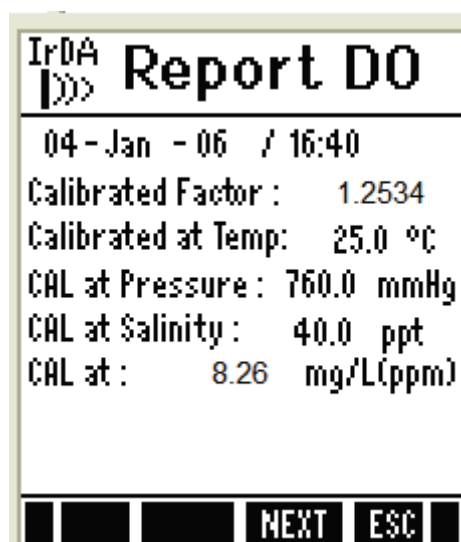 IrDA
Report DO
04-Jan - 06 / 16:40
Calibrated Factor : 1.2534
Calibrated at Temp: 25.0 ºC
CAL at Pressure : 760.0 mmHg
CAL at Salinity : 40.0 ppt
CAL at : 8.26 mg/L(ppm)
NEXT ESC